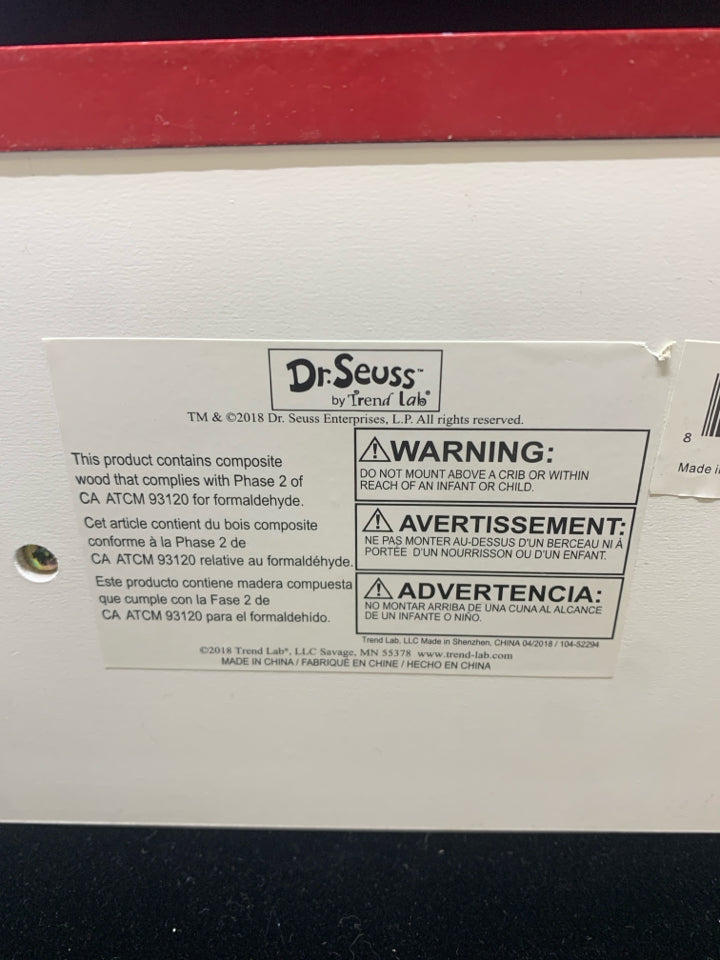 Dr. Seuss™
by Trend Lab®
TM & ©2018 Dr. Seuss Enterprises, L.P. All rights reserved.
This product contains composite
wood that complies with Phase 2 of
CA ATCM 93120 for formaldehyde.
Cet article contient du bois composite
conforme à la Phase 2 de
CA ATCM 93120 relative au formaldéhyde.
Este producto contiene madera compuesta
que cumple con la Fase 2 de
CA ATCM 93120 para el formaldehido.
WARNING:
DO NOT MOUNT ABOVE A CRIB OR WITHIN
REACH OF AN INFANT OR CHILD.
AVERTISSEMENT:
NE PAS MONTER AU-DESSUS D'UN BERCEAU NI À
PORTÉE D'UN NOURRISSON OU D'UN ENFANT.
ADVERTENCIA:
NO MONTAR ARRIBA DE UNA CUNA AL ALCANCE
DE UN INFANTE O NIÑO.
Trend Lab, LLC Made in Shenzhen, CHINA 04/2018 / 104-52294
©2018 Trend Lab®, LLC Savage, MN 55378 www.trend-lab.com
MADE IN CHINA / FABRIQUÉ EN CHINE / HECHO EN CHINA
8
Made in